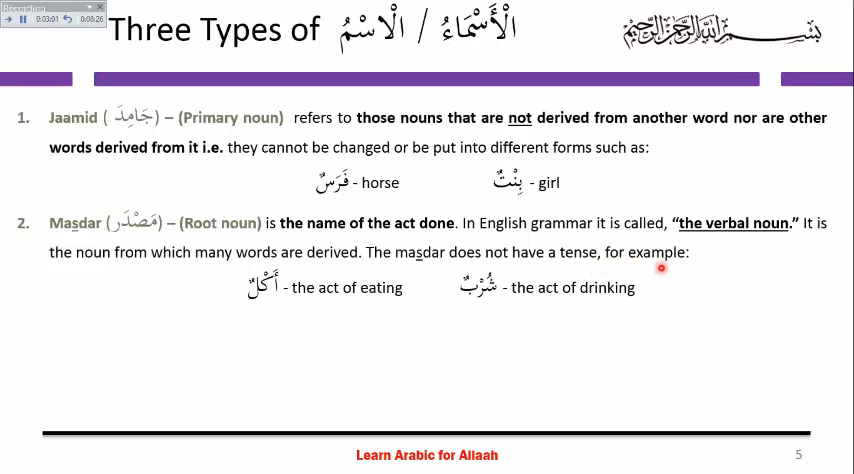 Recording
0:03:01 0:08:26
Three Types of الْأَسْمَاءُ / الْاسْمُ
بسم الله الرحمن الرحيم
1. Jaamid ( جَامِدَ ) – (Primary noun) refers to those nouns that are not derived from another word nor are other
words derived from it i.e. they cannot be changed or be put into different forms such as:
فَرَسٌ - horse بِنْتٌ - girl
2. Masdar (مَصْدَر) – (Root noun) is the name of the act done. In English grammar it is called, “the verbal noun.” It is
the noun from which many words are derived. The masdar does not have a tense, for example:
أَكْلٌ - the act of eating شُرْبٌ - the act of drinking
Learn Arabic for Allaah 5